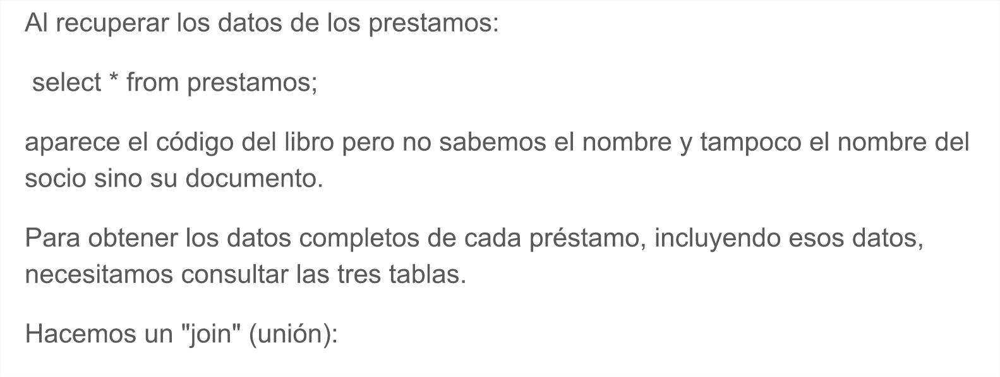 Al recuperar los datos de los prestamos:
select * from prestamos;
aparece el código del libro pero no sabemos el nombre y tampoco el nombre del
socio sino su documento.
Para obtener los datos completos de cada préstamo, incluyendo esos datos,
necesitamos consultar las tres tablas.
Hacemos un "join" (unión):